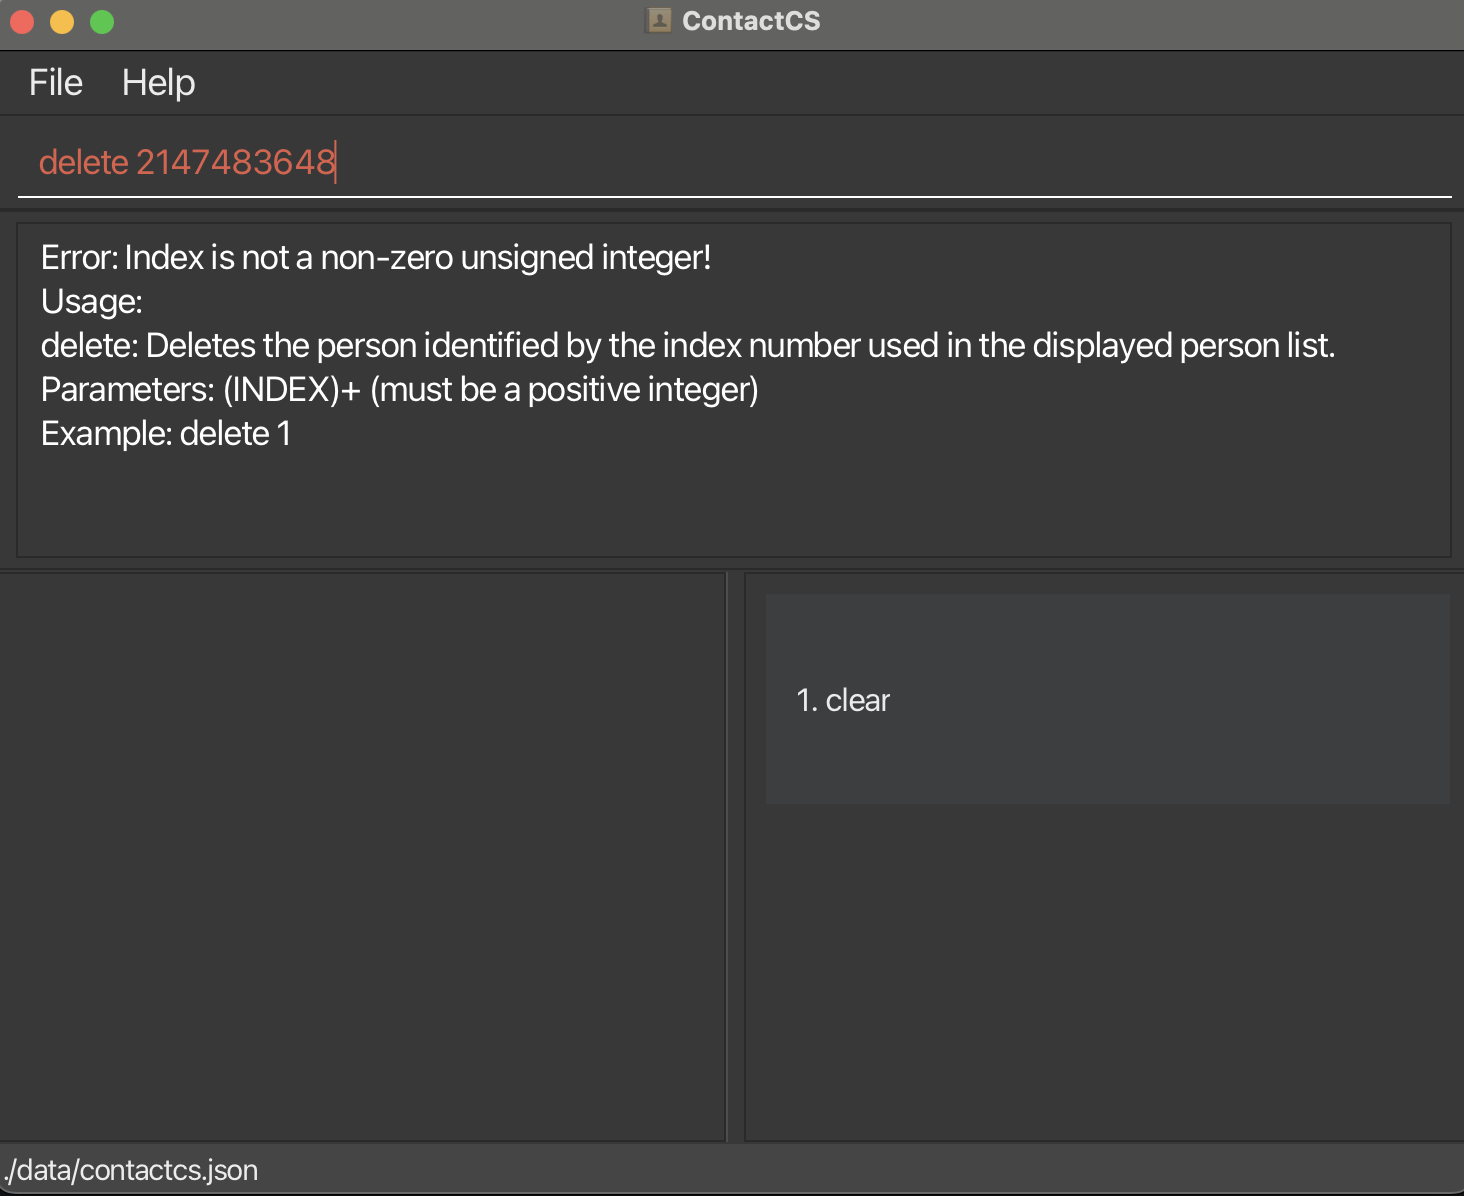 ContactCS
File Help
delete 2147483648
Error: Index is not a non-zero unsigned integer!
Usage:
delete: Deletes the person identified by the index number used in the displayed person list.
Parameters: (INDEX)+ (must be a positive integer)
Example: delete 1
1. clear
./data/contactcs.json